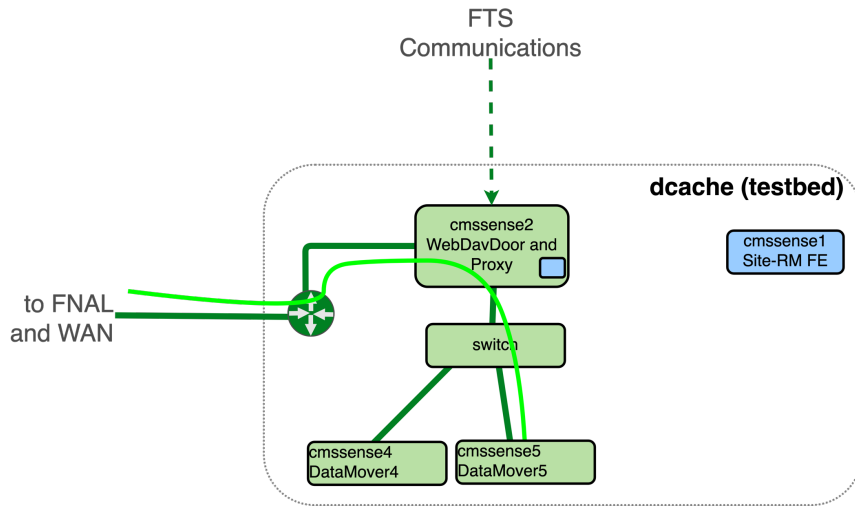 FTS
Communications
dcache (testbed)
cmssense2
WebDavDoor and
Proxy
cmssense1
Site-RM FE
to FNAL
and WAN
switch
cmssense4
DataMover4
cmssense5
DataMover5